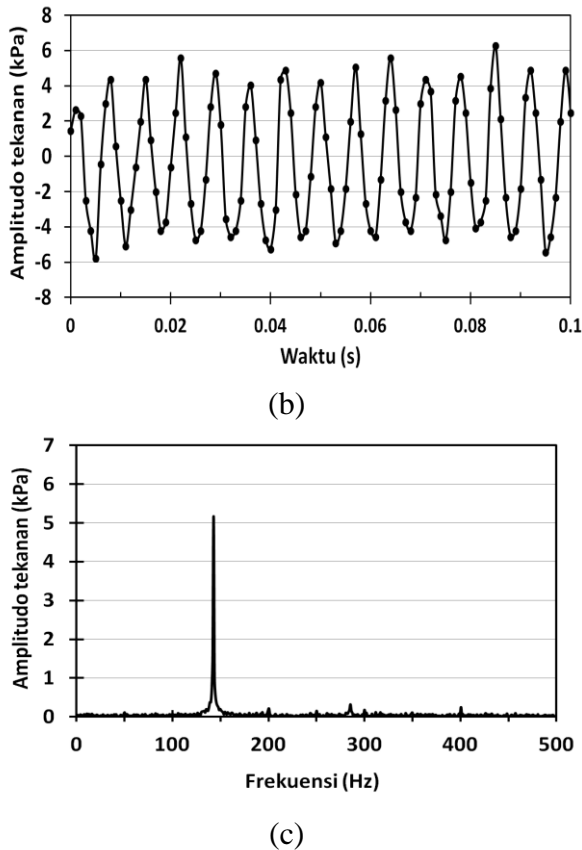 8
6
4
2
0
-2
-4
-6
-8
Amplitudo tekanan (kPa)
0 0.02 0.04 0.06 0.08 0.1
Waktu (s)
(b)
7
6
5
4
3
2
1
0
Amplitudo tekanan (kPa)
0 100 200 300 400 500
Frekuensi (Hz)
(c)